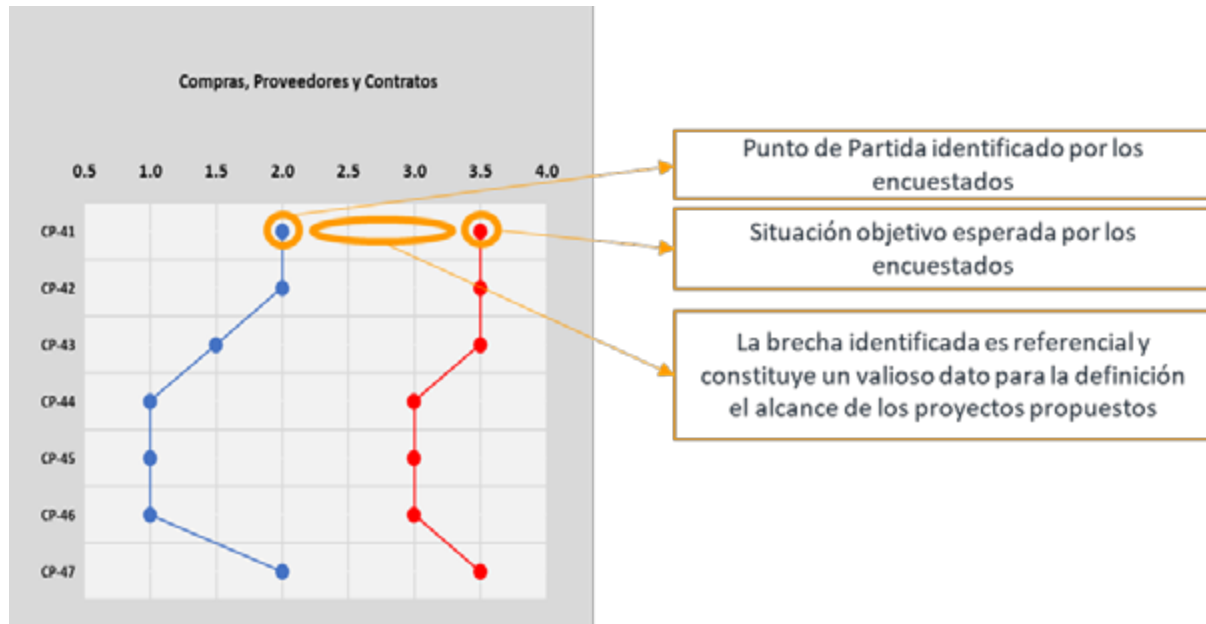 Compras, Proveedores y Contratos
0.5 1.0 1.5 2.0 2.5 3.0 3.5 4.0
CP-41
CP-42
CP-43
CP-44
CP-45
CP-46
CP-47
Punto de Partida identificado por los
encuestados
Situación objetivo esperada por los
encuestados
La brecha identificada es referencial y
constituye un valioso dato para la definición
el alcance de los proyectos propuestos